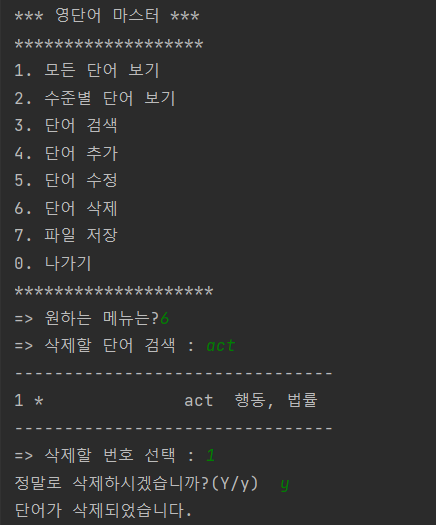 *** 영단어 마스터 ***
*******************
1. 모든 단어 보기
2. 수준별 단어 보기
3. 단어 검색
4. 단어 추가
5. 단어 수정
6. 단어 삭제
7. 파일 저장
0. 나가기
********************
=> 원하는 메뉴는?6
=> 삭제할 단어 검색 : act
--------------------------------
1 *              act  행동, 법률
--------------------------------
=> 삭제할 번호 선택 : 1
정말로 삭제하시겠습니까?(Y/y)  y
단어가 삭제되었습니다.